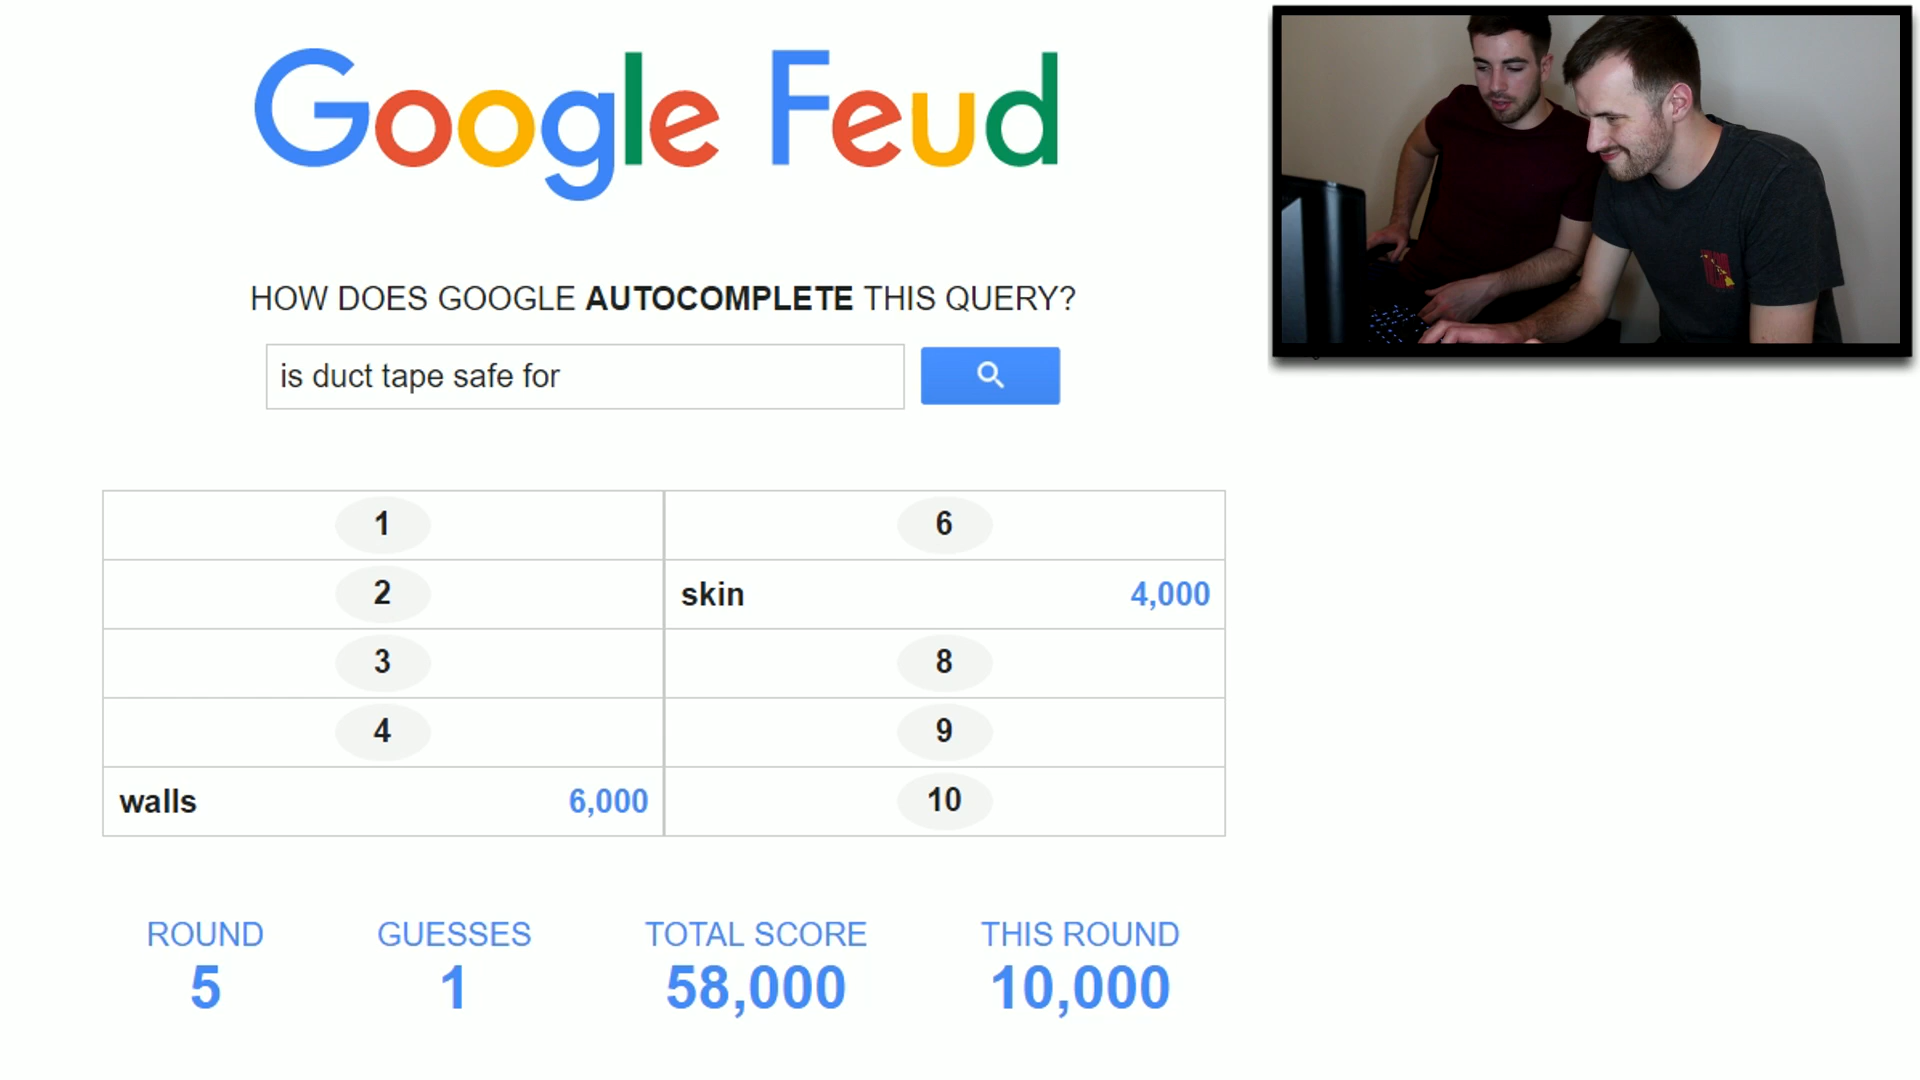 Google Feud
HOW DOES GOOGLE AUTOCOMPLETE THIS QUERY?
is duct tape safe for
1
6
2
skin 4,000
3
8
4
9
walls 6,000
10
ROUND GUESSES TOTAL SCORE THIS ROUND
5 1 58,000 10,000